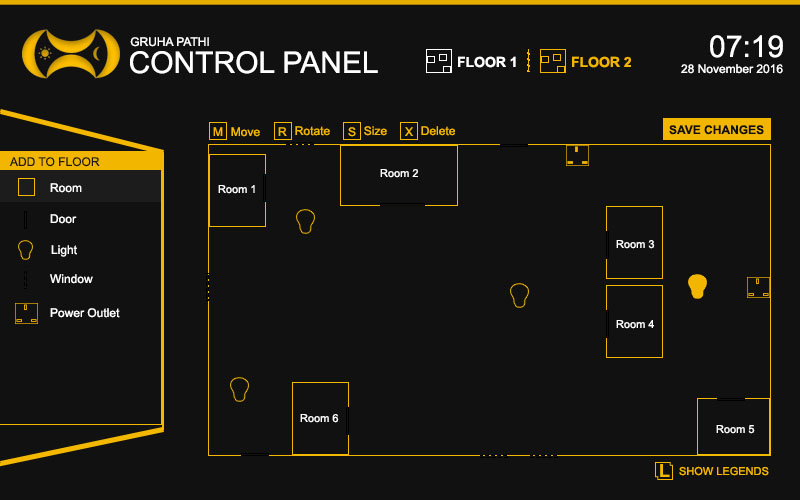 GRUHA PATHI
CONTROL PANEL
FLOOR 1
FLOOR 2
07:19
28 November 2016
M Move
R Rotate
S Size
X Delete
SAVE CHANGES
ADD TO FLOOR
Room
Door
Light
Window
Power Outlet
Room 1
Room 2
Room 3
Room 4
Room 6
Room 5
L SHOW LEGENDS